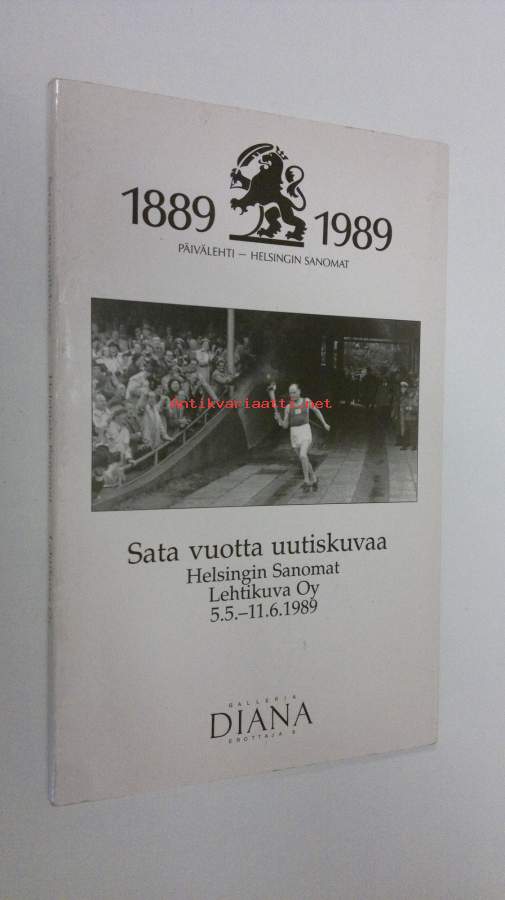 1889 1989
PÄIVÄLEHTI – HELSINGIN SANOMAT
Antikvariaatti.net
Sata vuotta uutiskuvaa
Helsingin Sanomat
Lehtikuva Oy
5.5.–11.6.1989
GALLERIA
DIANA
EROTTAJA 5